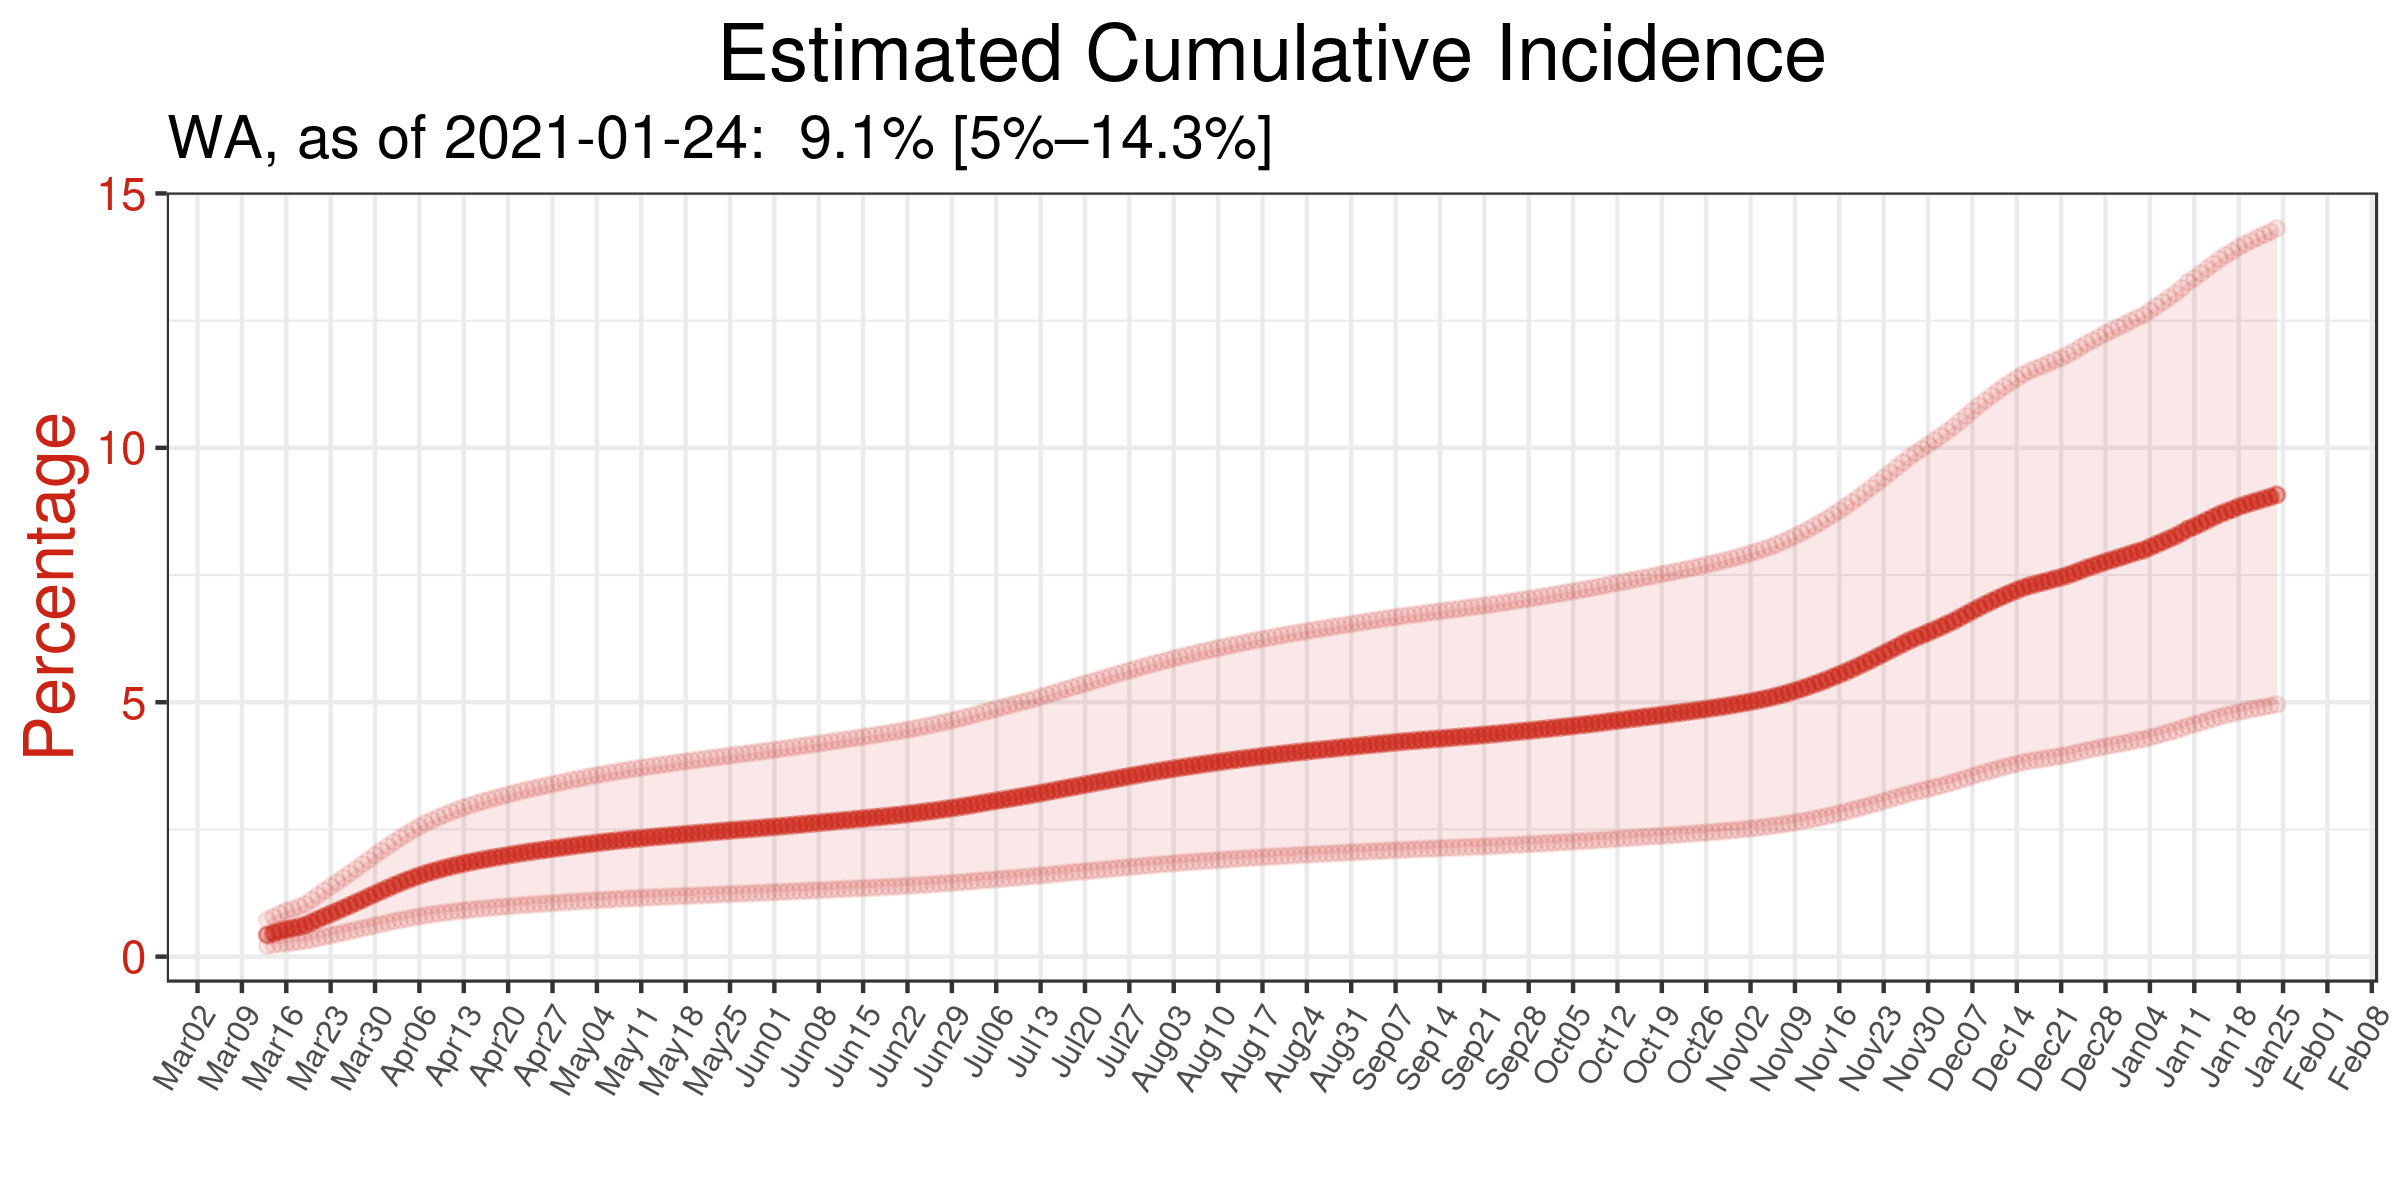 Estimated Cumulative Incidence
WA, as of 2021-01-24:  9.1% [5%–14.3%]
Percentage
15
10
5
0
Mar02
Mar09
Mar16
Mar23
Mar30
Apr06
Apr13
Apr20
Apr27
May04
May11
May18
May25
Jun01
Jun08
Jun15
Jun22
Jun29
Jul06
Jul13
Jul20
Jul27
Aug03
Aug10
Aug17
Aug24
Aug31
Sep07
Sep14
Sep21
Sep28
Oct05
Oct12
Oct19
Oct26
Nov02
Nov09
Nov16
Nov23
Nov30
Dec07
Dec14
Dec21
Dec28
Jan04
Jan11
Jan18
Jan25
Feb01
Feb08